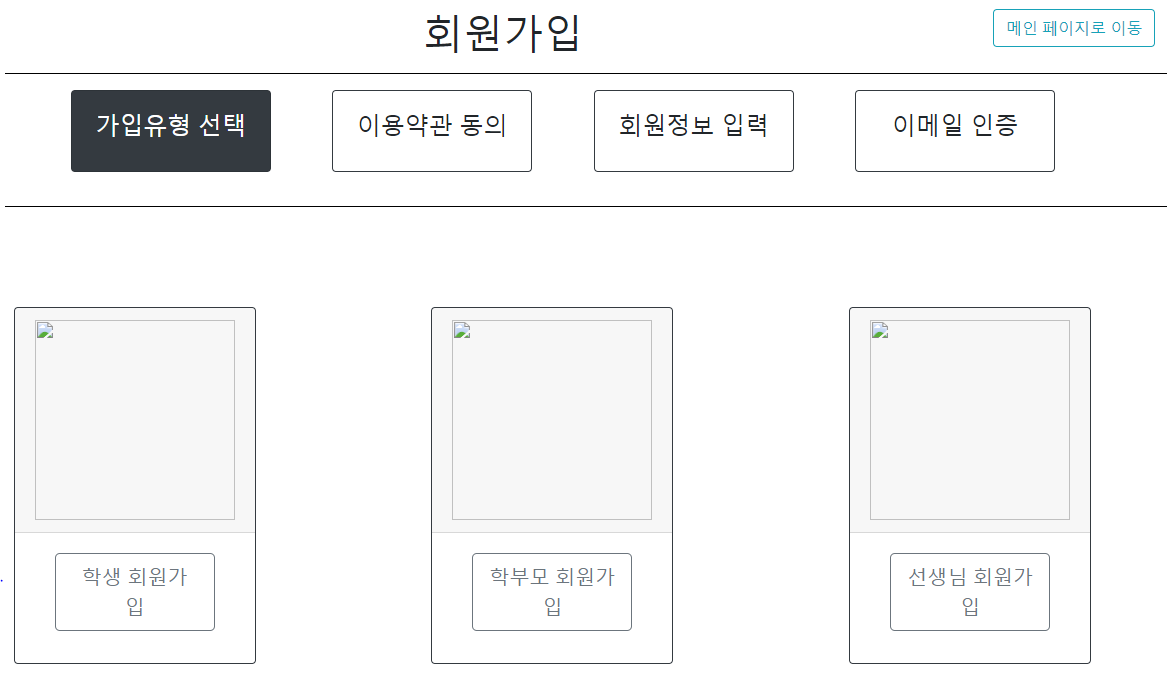 회원가입
메인 페이지로 이동
가입유형 선택
이용약관 동의
회원정보 입력
이메일 인증
학생 회원가
입
학부모 회원가
입
선생님 회원가
입